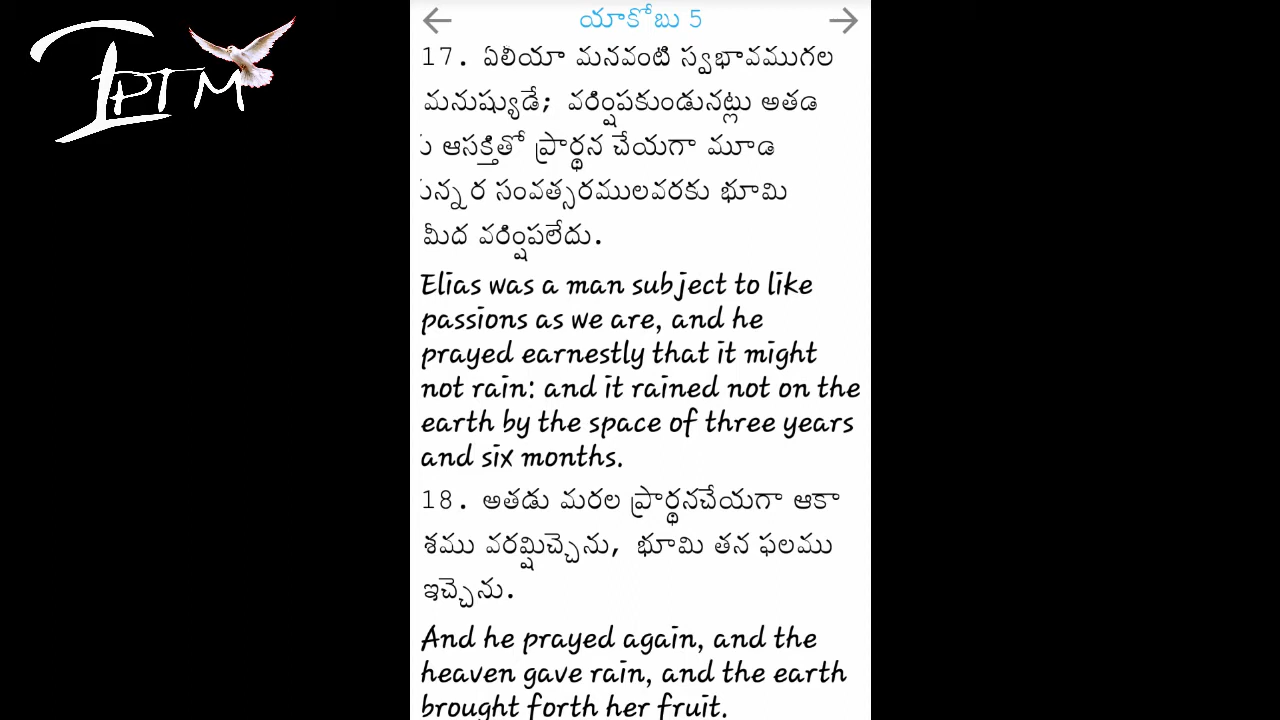 IPTM
యాకోబు 5
17. ఏలీయా మనవంటి స్వభావముగల
మనుష్యుడే; వర్షింపకుండునట్లు అతడ
ు ఆసక్తితో ప్రార్థన చేయగా మూడ
ున్నర సంవత్సరములవరకు భూమి
మీద వర్షింపలేదు.
Elias was a man subject to like
passions as we are, and he
prayed earnestly that it might
not rain: and it rained not on the
earth by the space of three years
and six months.
18. అతడు మరల ప్రార్థనచేయగా ఆకా
శము వర్షమిచ్చెను, భూమి తన ఫలము
ఇచ్చెను.
And he prayed again, and the
heaven gave rain, and the earth
brought forth her fruit.